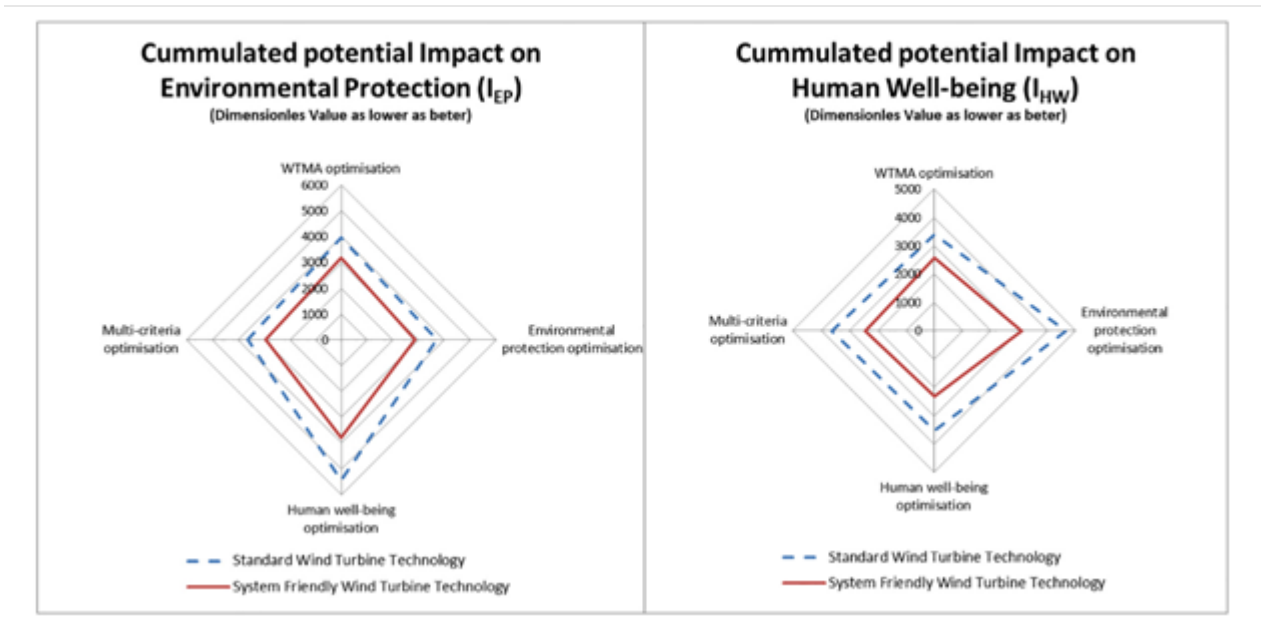 Cummulated potential Impact on
Environmental Protection (IEP)
(Dimensionles Value as lower as beter)
WTMA optimisation
6000
5000
4000
3000
2000
1000
0
Multi-criteria
optimisation
Environmental
protection optimisation
Human well-being
optimisation
Standard Wind Turbine Technology
System Friendly Wind Turbine Technology
Cummulated potential Impact on
Human Well-being (IHW)
(Dimensionles Value as lower as beter)
WTMA optimisation
5000
4000
3000
2000
1000
0
Multi-criteria
optimisation
Environmental
protection
optimisation
Human well-being
optimisation
Standard Wind Turbine Technology
System Friendly Wind Turbine Technology